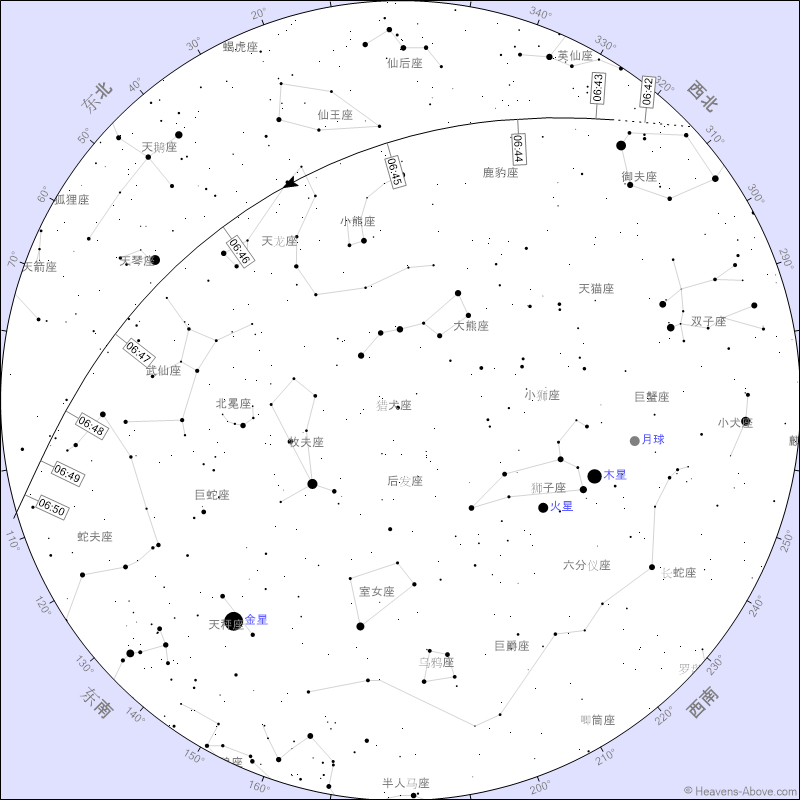 20°
340°
蝎虎座
30°
仙后座
英仙座
330°
东北
40°
06:43
06:42
320°
西北
仙王座
50°
天鹅座
06:44
310°
06:45
鹿豹座
御夫座
60°
狐狸座
300°
小熊座
天龙座
06:46
70°
天箭座
天琴座
290°
天猫座
双子座
大熊座
06:47
武仙座
小狮座
巨蟹座
北冕座
猎犬座
小犬座
06:48
牧夫座
月球
麒
06:49
后发座
狮子座
木星
06:50
巨蛇座
火星
110°
蛇夫座
250°
六分仪座
长蛇座
室女座
120°
240°
天秤座
金星
巨爵座
130°
乌鸦座
230°
东南
140°
西南
220°
唧筒座
150°
210°
160°
半人马座
200°
© Heavens-Above.com